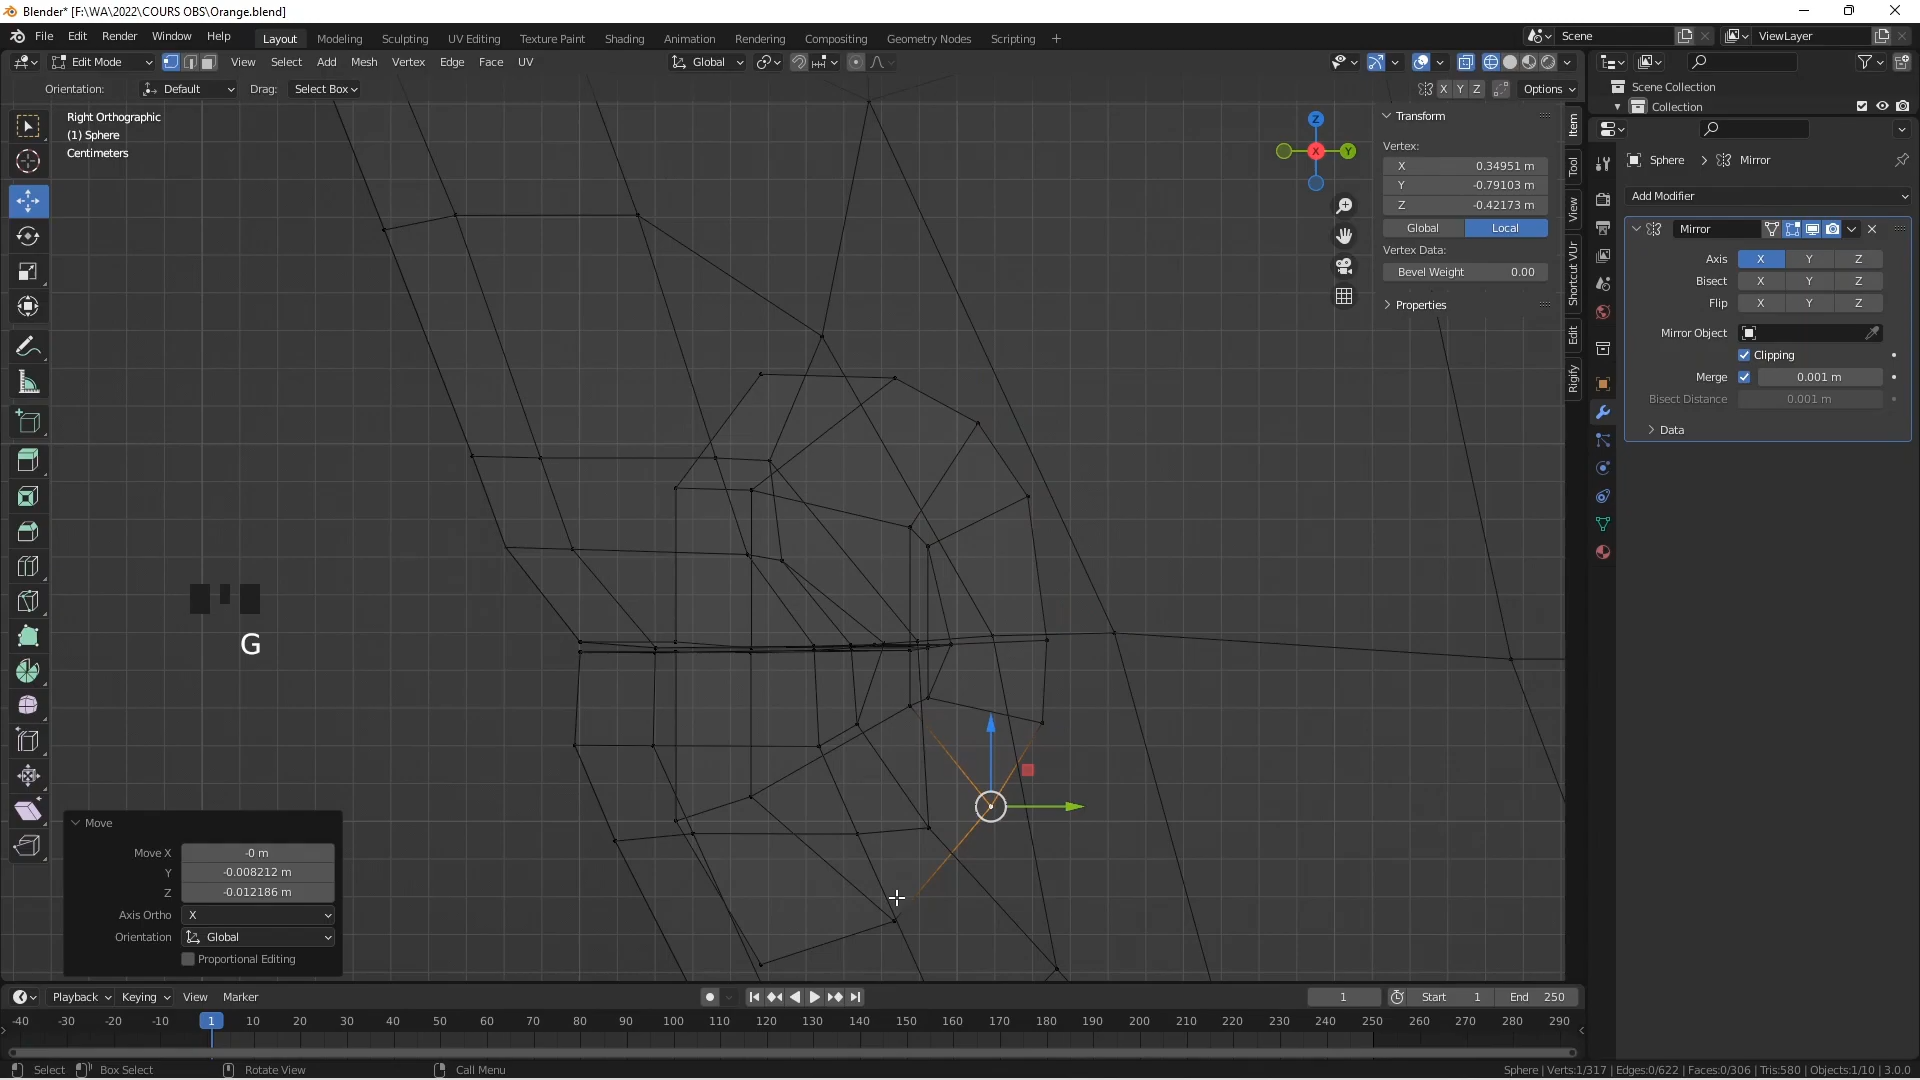 Blender* [F:\WA\2022\COURS OBS\Orange.blend]
File Edit Render Window Help Layout Modeling Sculpting UV Editing Texture Paint Shading Animation Rendering Compositing Geometry Nodes Scripting + Scene ViewLayer
Edit Mode View Select Add Mesh Vertex Edge Face UV Global
Orientation: Default Drag: Select Box X Y Z Options
Scene Collection
Collection
Right Orthographic
(1) Sphere
Centimeters
Z
X
Y
Transform
Vertex:
X 0.34951 m
Y -0.79103 m
Z -0.42173 m
Global Local
Vertex Data:
Bevel Weight 0.00
Properties
Item
Tool
View
Shortcut VUr
Edit
Rigify
Sphere > Mirror
Add Modifier
Mirror
Axis X Y Z
Bisect X Y Z
Flip X Y Z
Mirror Object
Clipping
Merge 0.001 m
Bisect Distance 0.001 m
Data
G
Move
Move X -0 m
Y -0.008212 m
Z -0.012186 m
Axis Ortho X
Orientation Global
Proportional Editing
Playback Keying View Marker 1 Start 1 End 250
-40 -30 -20 -10 1 10 20 30 40 50 60 70 80 90 100 110 120 130 140 150 160 170 180 190 200 210 220 230 240 250 260 270 280 290
Select Box Select Rotate View Call Menu Sphere | Verts:1/317 | Edges:0/622 | Faces:0/306 | Tris:580 | Objects:1/10 | 3.0.0